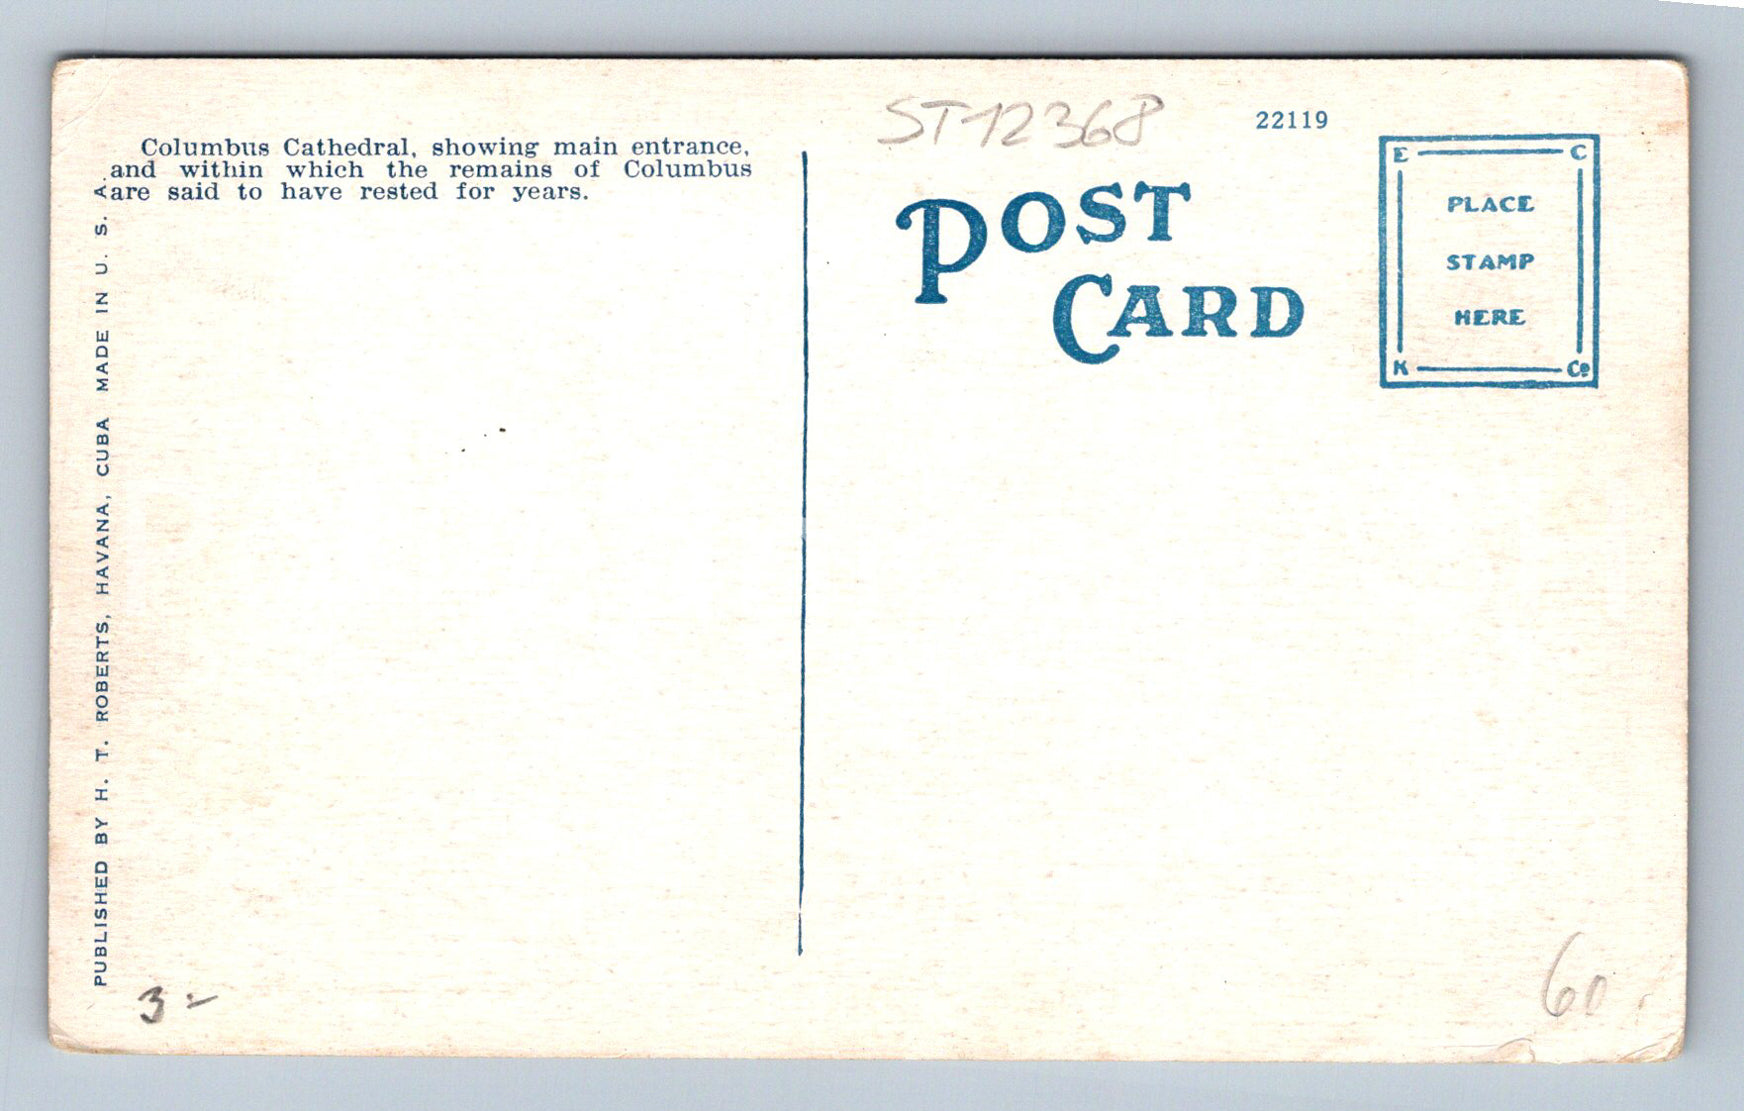 Columbus Cathedral, showing main entrance,
and within which the remains of Columbus
are said to have rested for years.
PUBLISHED BY H. T. ROBERTS, HAVANA, CUBA MADE IN U. S. A.
ST12368
22119
POST
CARD
E C
PLACE
STAMP
HERE
K Co
3-
60